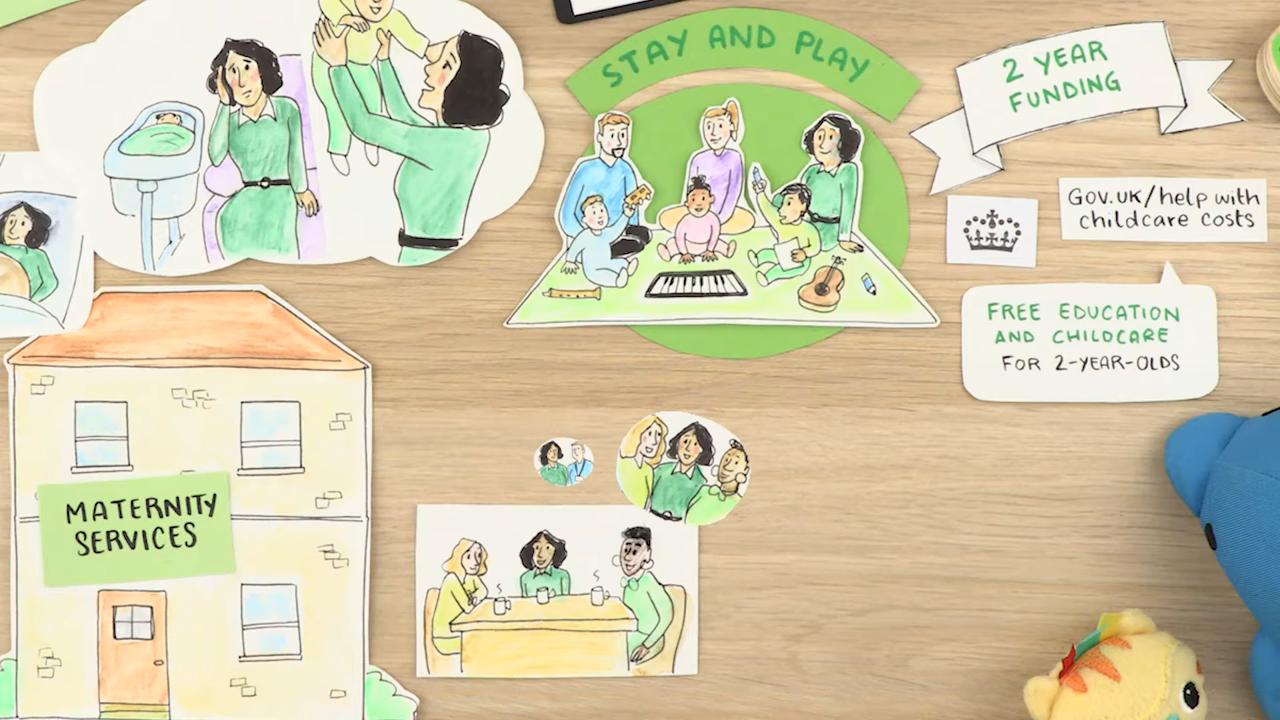 STAY AND PLAY
2 YEAR
FUNDING
Gov.uk/help with
childcare costs
FREE EDUCATION
AND CHILDCARE
FOR 2-YEAR-OLDS
MATERNITY
SERVICES